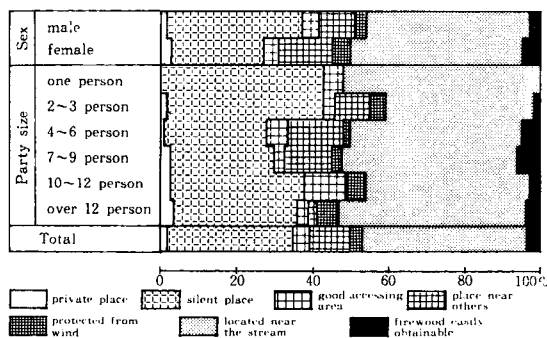 Sex
male
female
Party size
one person
2~3 person
4~6 person
7~9 person
10~12 person
over 12 person
Total
0 20 40 60 80 100%
private place
silent place
good accessing
area
place near
others
protected from
wind
located near
the stream
firewood easily
obtainable